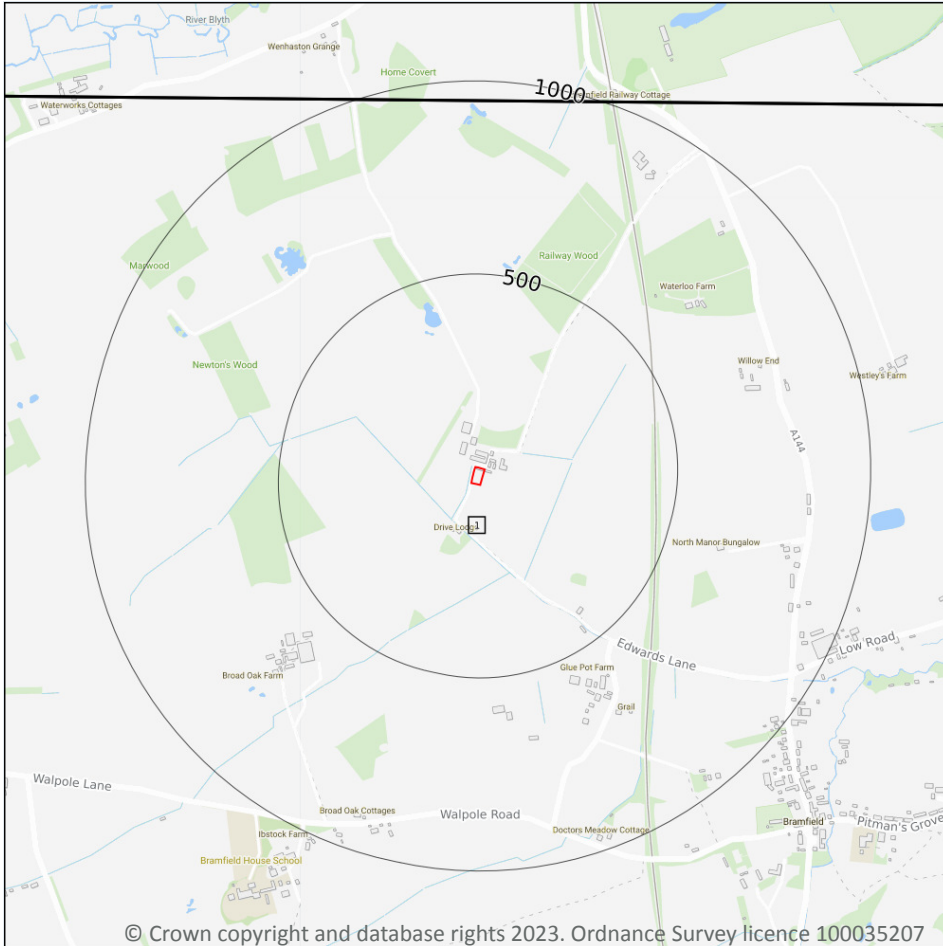 River Blyth
Wenhaston Grange
Home Covert
Waterworks Cottages
1000
Railway Cottage
Marwood
Railway Wood
500
Waterloo Farm
Newton's Wood
Willow End
Westley's Farm
A144
Drive Lodge
1
North Manor Bungalow
Edwards Lane
Low Road
Broad Oak Farm
Glue Pot Farm
Grail
Walpole Lane
Broad Oak Cottages
Walpole Road
Ibstock Farm
Doctors Meadow Cottage
Bramfield
Pitman's Grove
Bramfield House School
© Crown copyright and database rights 2023. Ordnance Survey licence 100035207